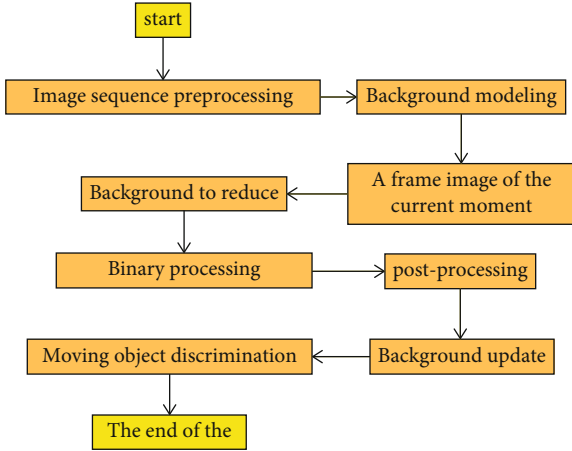 start
Image sequence preprocessing
Background modeling
A frame image of the
current moment
Background to reduce
Binary processing
post-processing
Background update
Moving object discrimination
The end of the